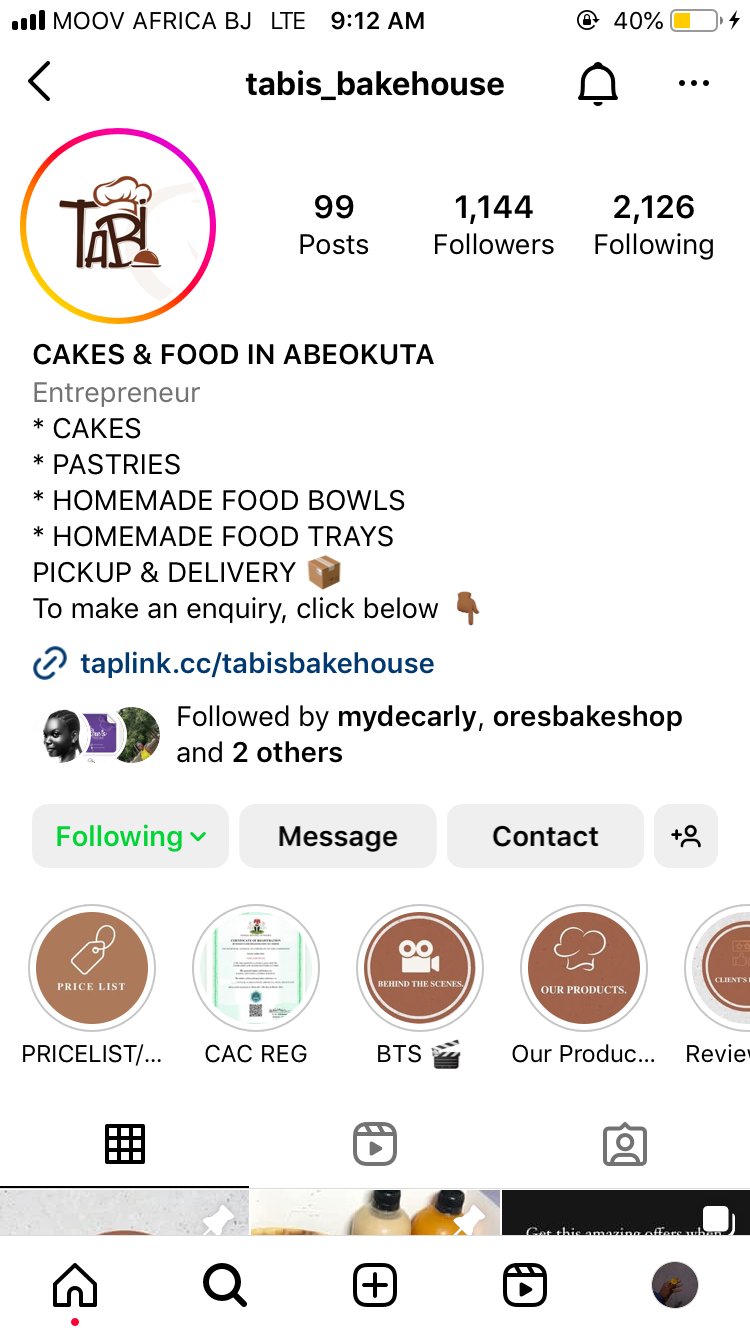 MOOV AFRICA BJ LTE 9:12 AM 40%
tabis_bakehouse
TABI
99 1,144 2,126
Posts Followers Following
CAKES & FOOD IN ABEOKUTA
Entrepreneur
* CAKES
* PASTRIES
* HOMEMADE FOOD BOWLS
* HOMEMADE FOOD TRAYS
PICKUP & DELIVERY 📦
To make an enquiry, click below 👇🏾
taplink.cc/tabisbakehouse
Followed by mydecarly, oresbakeshop
and 2 others
Following Message Contact
PRICE LIST
CERTIFICATE OF REGISTRATION
BEHIND THE SCENES.
OUR PRODUCTS.
CLIENT'S
PRICELIST/... CAC REG BTS 🎬 Our Produc... Review
Get this amazing offers when